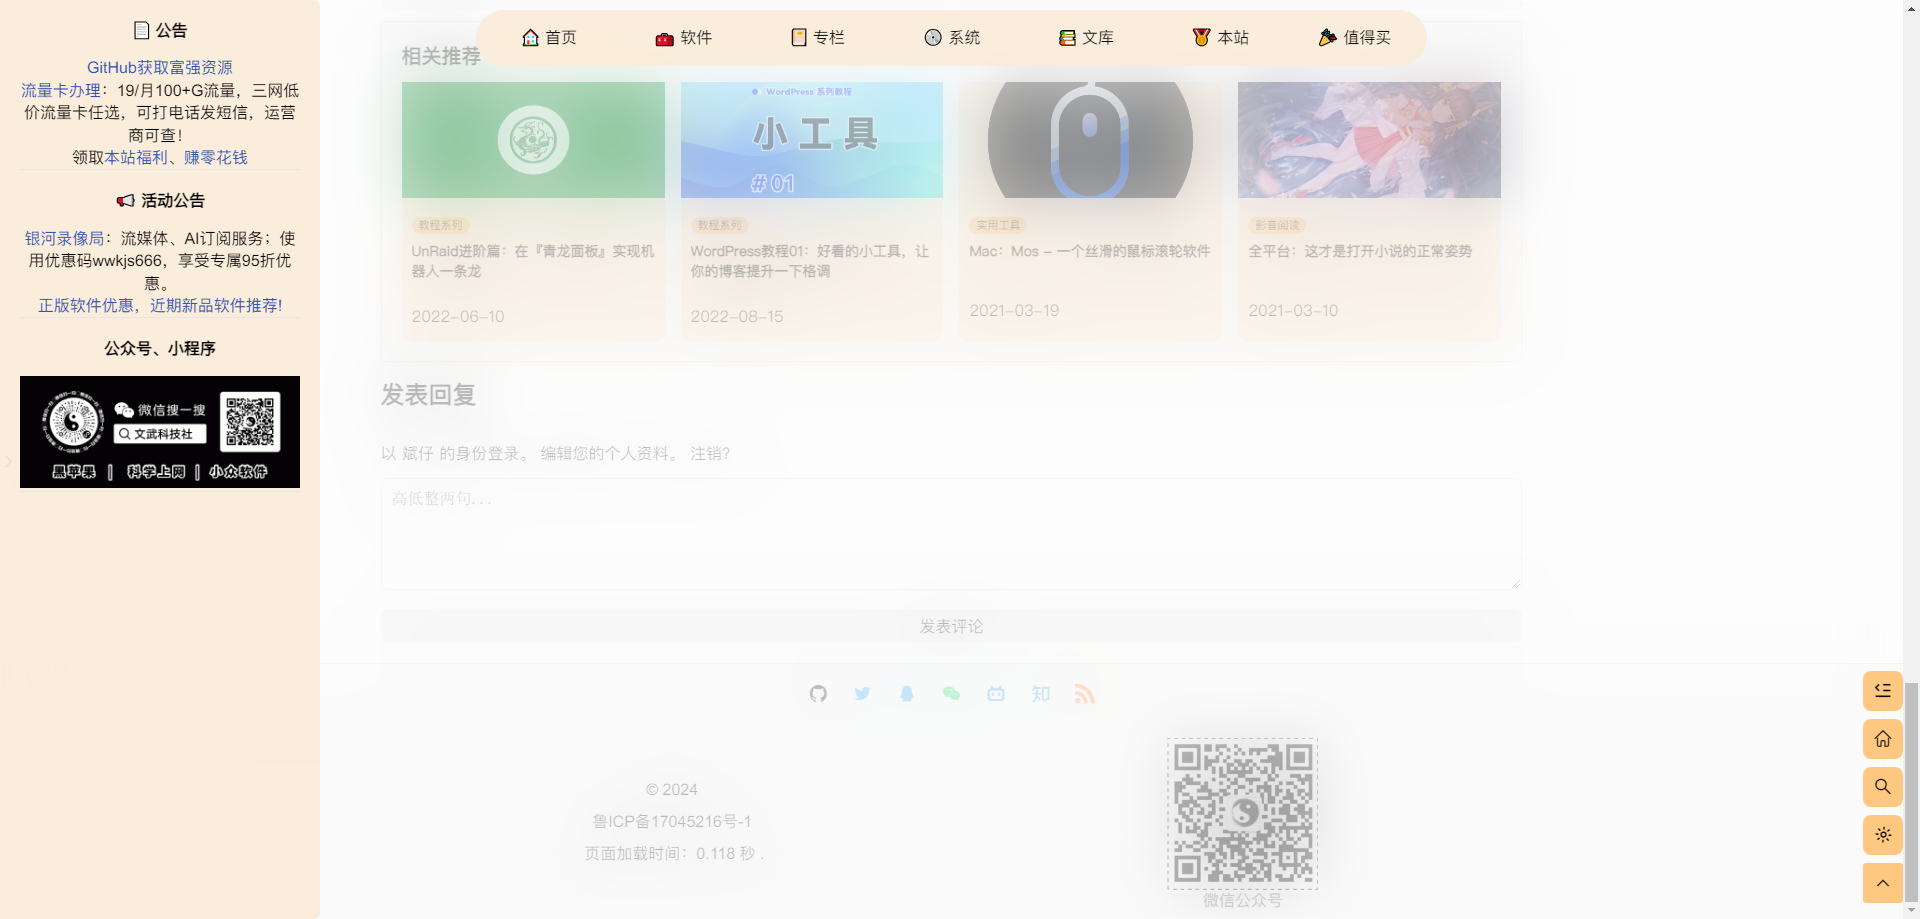 公告
GitHub获取富强资源
流量卡办理：19/月100+G流量，三网低
价流量卡任选，可打电话发短信，运营
商可查！
领取本站福利、赚零花钱
活动公告
银河录像局：流媒体、AI订阅服务；使
用优惠码wwkjs666，享受专属95折优
惠。
正版软件优惠，近期新品软件推荐!
公众号、小程序
微信搜一搜
文武科技社
黑苹果 | 科学上网 | 小众软件
首页 软件 专栏 系统 文库 本站 值得买
相关推荐
WordPress 系列教程
小工具
#01
教程系列
UnRaid进阶篇：在『青龙面板』实现机
器人一条龙
2022-06-10
教程系列
WordPress教程01：好看的小工具，让
你的博客提升一下格调
2022-08-15
实用工具
Mac：Mos – 一个丝滑的鼠标滚轮软件
2021-03-19
影音阅读
全平台：这才是打开小说的正常姿势
2021-03-10
发表回复
以 斌仔 的身份登录。 编辑您的个人资料。 注销?
高低整两句...
发表评论
知
© 2024
鲁ICP备17045216号-1
页面加载时间：0.118 秒 .
微信公众号